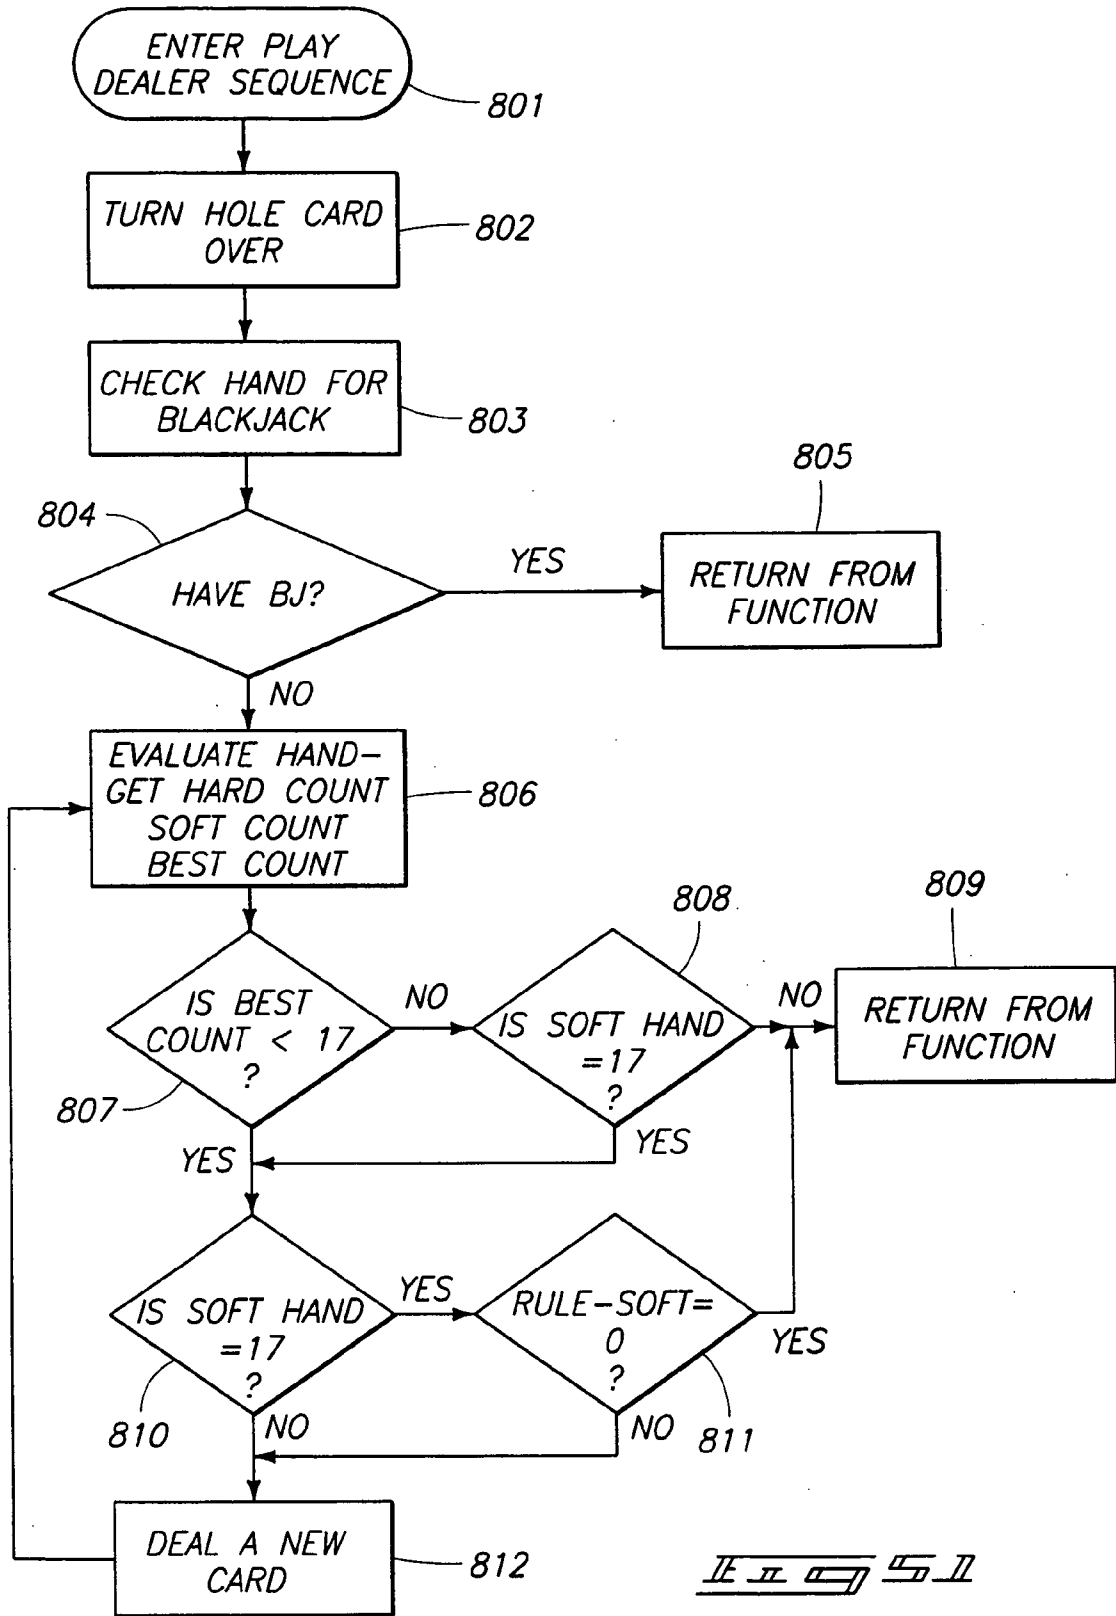 ENTER PLAY
DEALER SEQUENCE
801
TURN HOLE CARD
OVER
802
CHECK HAND FOR
BLACKJACK
803
804
HAVE BJ?
YES
805
RETURN FROM
FUNCTION
NO
EVALUATE HAND–
GET HARD COUNT
SOFT COUNT
BEST COUNT
806
807
IS BEST
COUNT < 17
?
NO
808
IS SOFT HAND
=17
?
NO
809
RETURN FROM
FUNCTION
YES
YES
810
IS SOFT HAND
=17
?
YES
RULE–SOFT=
0
?
YES
811
NO
NO
DEAL A NEW
CARD
812
FIG 51